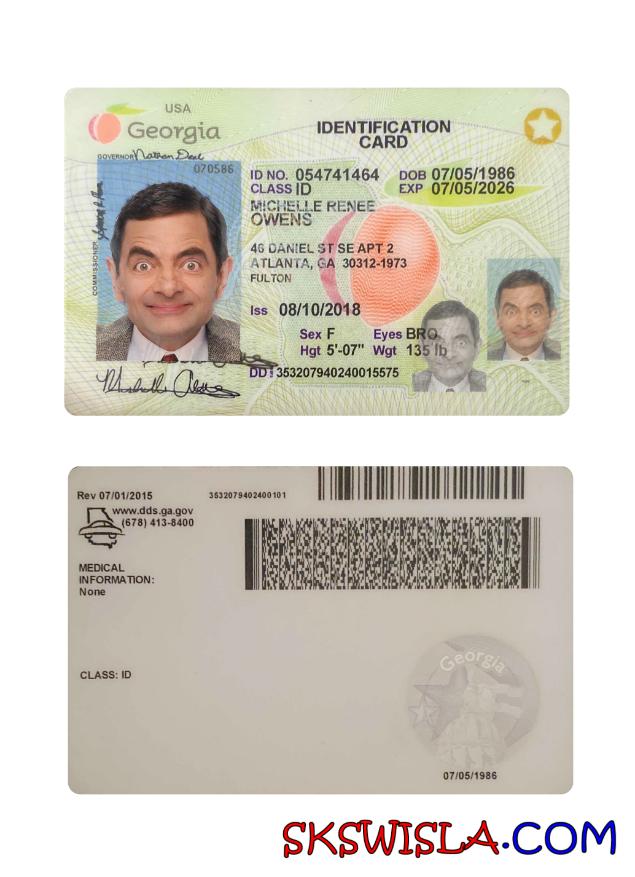 USA
Georgia
IDENTIFICATION
CARD
GOVERNOR Nathan Deal
070586
COMMISSIONER
ID NO. 054741464 DOB 07/05/1986
CLASS ID EXP 07/05/2026
MICHELLE RENEE
OWENS
46 DANIEL ST SE APT 2
ATLANTA, GA 30312-1973
FULTON
Iss 08/10/2018
Sex F Eyes BRO
Hgt 5'-07" Wgt 135 lb
DD: 353207940240015575
Rev 07/01/2015 3532079402400101
www.dds.ga.gov
(678) 413-8400
MEDICAL
INFORMATION:
None
CLASS: ID
Georgia
07/05/1986
SKSWISLA.COM